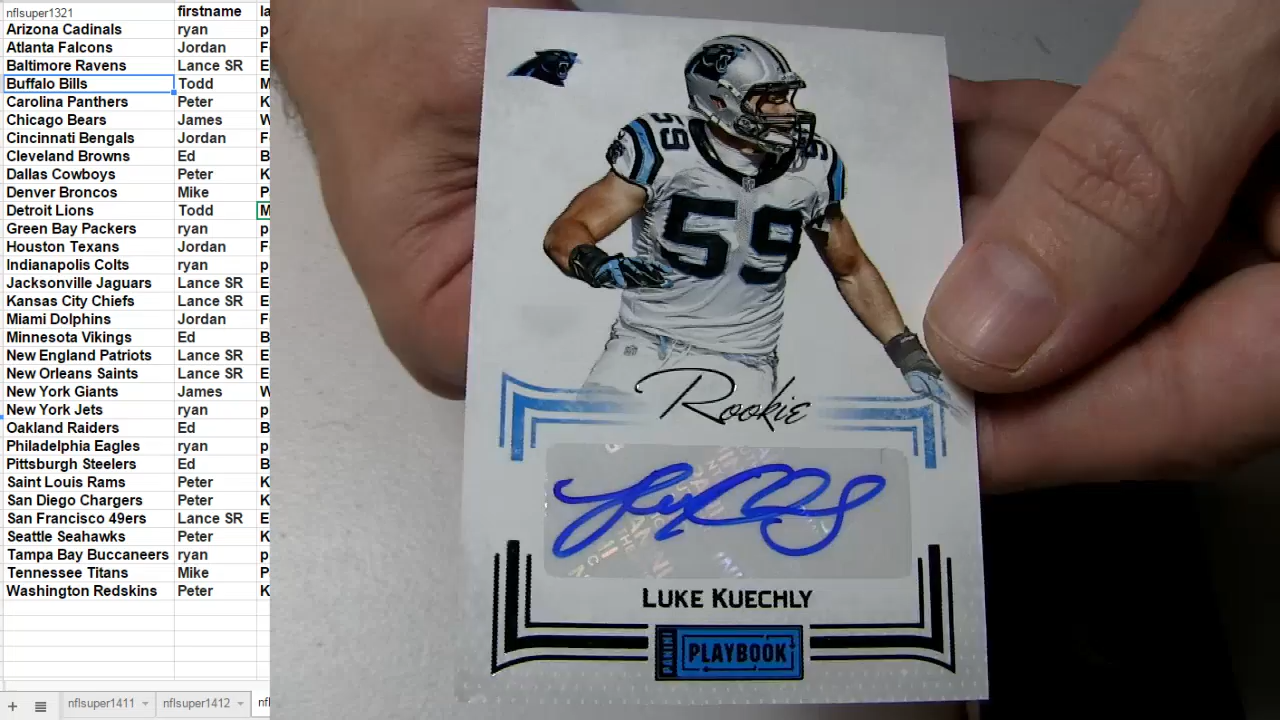 nflsuper1321 firstname la
Arizona Cadinals ryan p
Atlanta Falcons Jordan F
Baltimore Ravens Lance SR E
Buffalo Bills Todd M
Carolina Panthers Peter K
Chicago Bears James W
Cincinnati Bengals Jordan F
Cleveland Browns Ed B
Dallas Cowboys Peter K
Denver Broncos Mike P
Detroit Lions Todd M
Green Bay Packers ryan p
Houston Texans Jordan F
Indianapolis Colts ryan p
Jacksonville Jaguars Lance SR E
Kansas City Chiefs Lance SR E
Miami Dolphins Jordan F
Minnesota Vikings Ed B
New England Patriots Lance SR E
New Orleans Saints Lance SR E
New York Giants James W
New York Jets ryan p
Oakland Raiders Ed B
Philadelphia Eagles ryan p
Pittsburgh Steelers Ed B
Saint Louis Rams Peter K
San Diego Chargers Peter K
San Francisco 49ers Lance SR E
Seattle Seahawks Peter K
Tampa Bay Buccaneers ryan p
Tennessee Titans Mike P
Washington Redskins Peter K
+ nflsuper1411 nflsuper1412 nfl
59
59
Rookie
LUKE KUECHLY
PANINI PLAYBOOK